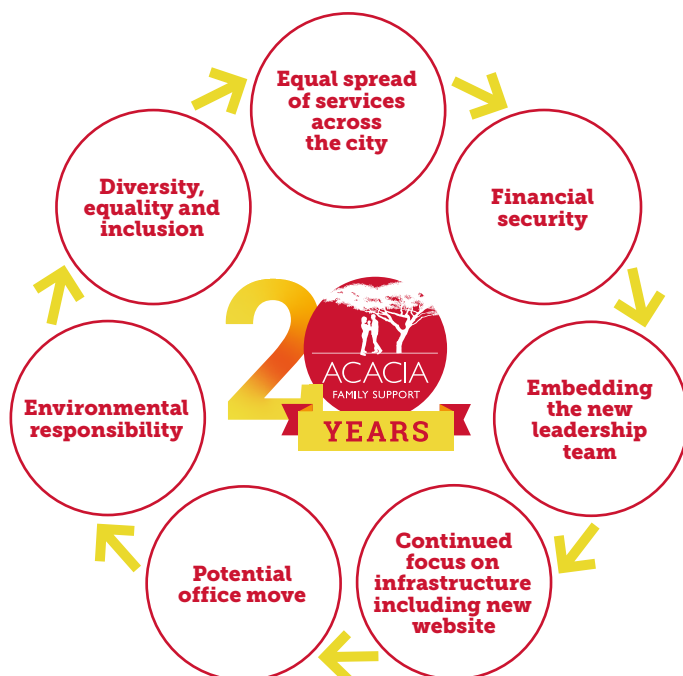 Equal spread
of services
across
the city
Financial
security
Embedding
the new
leadership
team
Continued
focus on
infrastructure
including new
website
Potential
office move
Environmental
responsibility
Diversity,
equality and
inclusion
20
ACACIA
FAMILY SUPPORT
YEARS